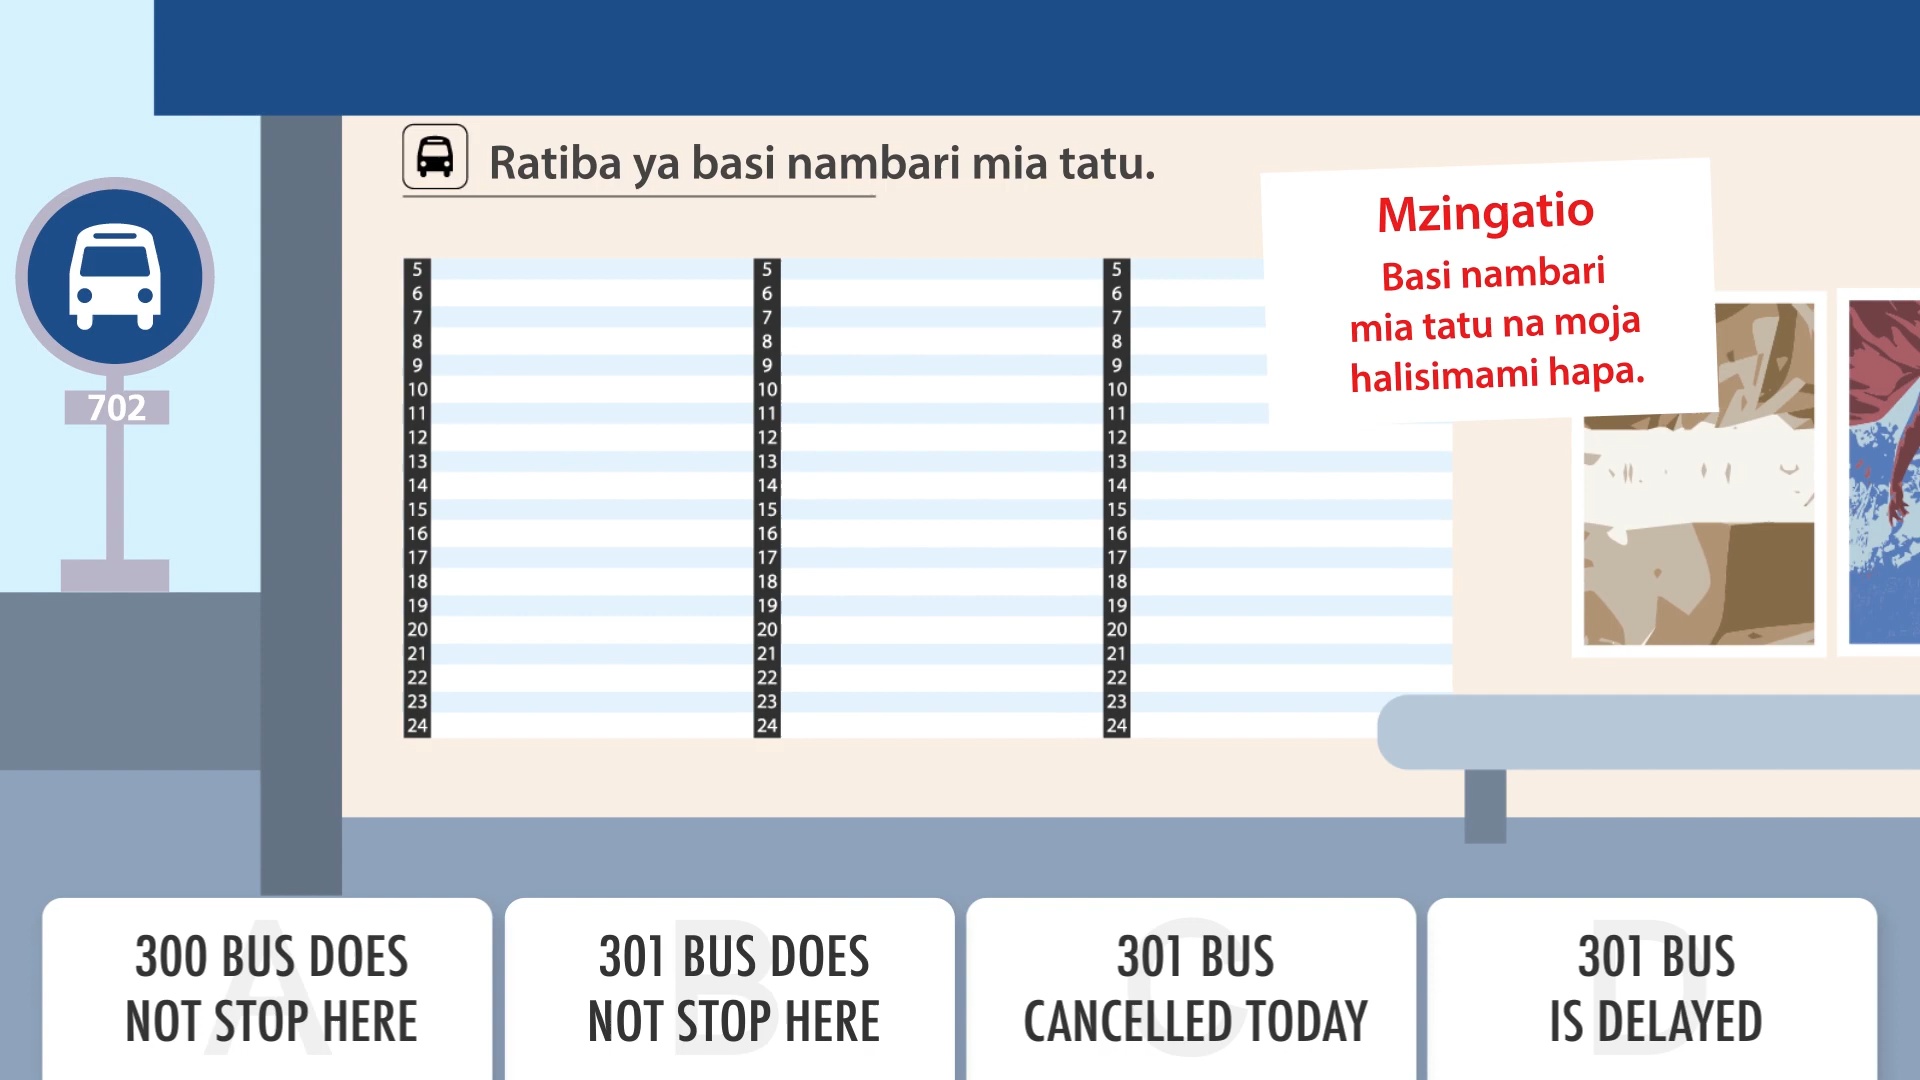 Ratiba ya basi nambari mia tatu.
Mzingatio
Basi nambari
mia tatu na moja
halisimami hapa.
702
5 5 5
6 6 6
7 7 7
8 8 8
9 9 9
10 10 10
11 11 11
12 12 12
13 13 13
14 14 14
15 15 15
16 16 16
17 17 17
18 18 18
19 19 19
20 20 20
21 21 21
22 22 22
23 23 23
24 24 24
A
300 BUS DOES
NOT STOP HERE
B
301 BUS DOES
NOT STOP HERE
C
301 BUS
CANCELLED TODAY
D
301 BUS
IS DELAYED